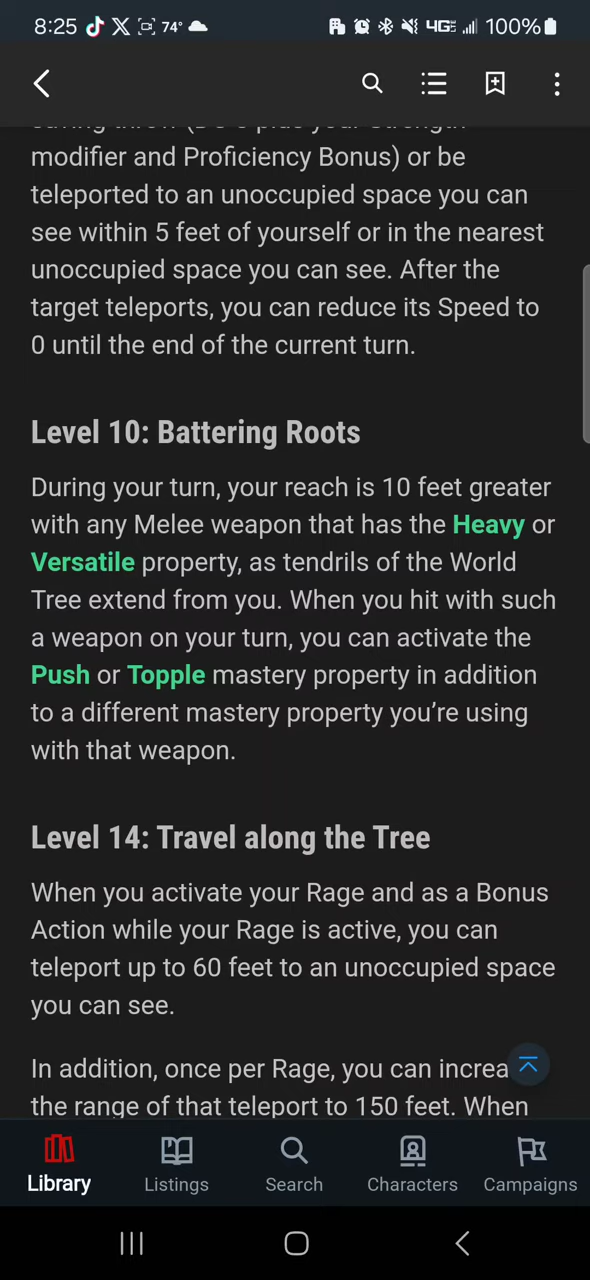 8:25 74° 4GE 100%
modifier and Proficiency Bonus) or be
teleported to an unoccupied space you can
see within 5 feet of yourself or in the nearest
unoccupied space you can see. After the
target teleports, you can reduce its Speed to
0 until the end of the current turn.
Level 10: Battering Roots
During your turn, your reach is 10 feet greater
with any Melee weapon that has the Heavy or
Versatile property, as tendrils of the World
Tree extend from you. When you hit with such
a weapon on your turn, you can activate the
Push or Topple mastery property in addition
to a different mastery property you’re using
with that weapon.
Level 14: Travel along the Tree
When you activate your Rage and as a Bonus
Action while your Rage is active, you can
teleport up to 60 feet to an unoccupied space
you can see.
In addition, once per Rage, you can increa
the range of that teleport to 150 feet. When
Library Listings Search Characters Campaigns